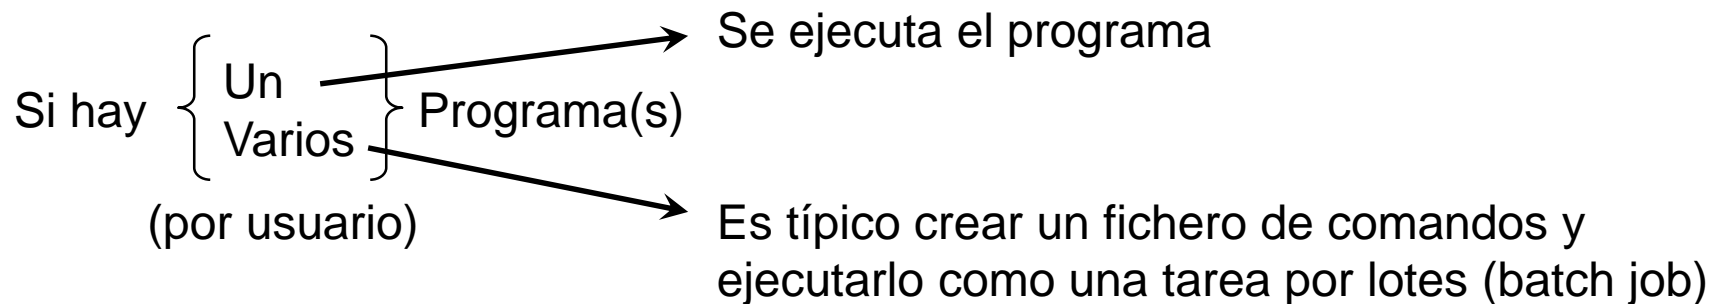 Se ejecuta el programa
Un
Si hay
Programa(s)
Varios
(por usuario)
Es típico crear un fichero de comandos y
ejecutarlo como una tarea por lotes (batch job)